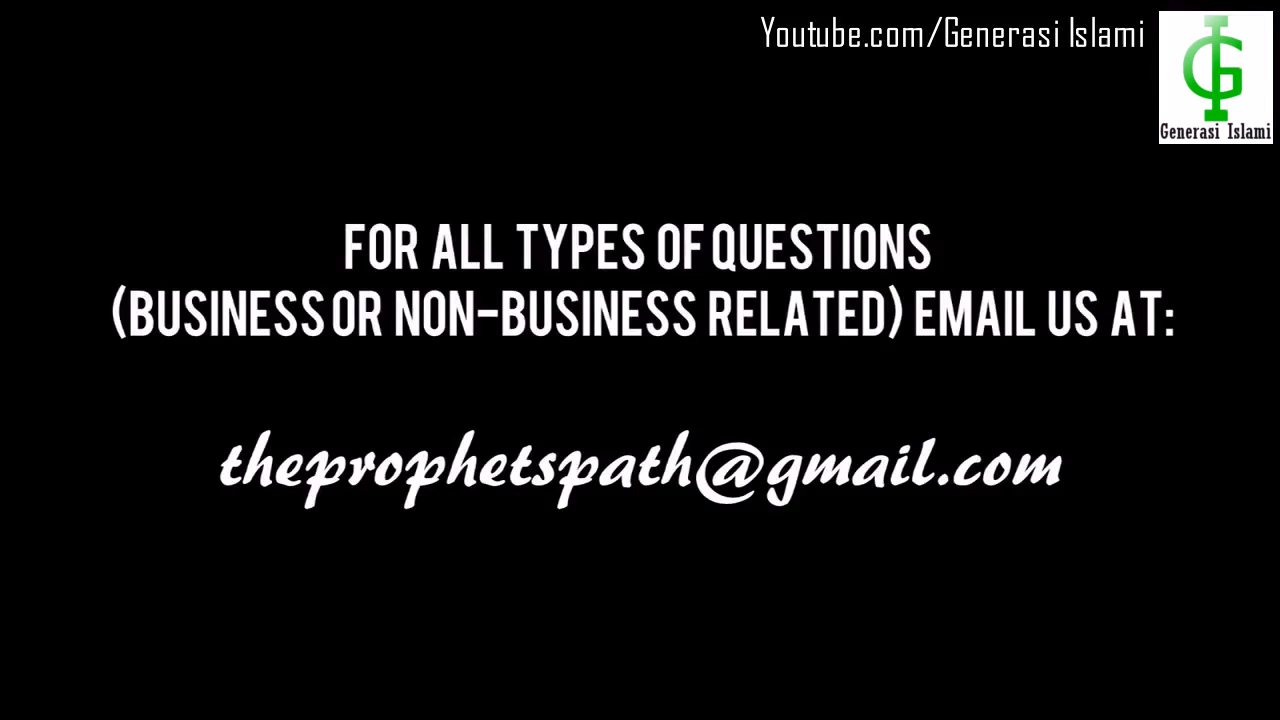 Youtube.com/Generasi Islami
GI
Generasi Islami
FOR ALL TYPES OF QUESTIONS
(BUSINESS OR NON-BUSINESS RELATED) EMAIL US AT:
theprophetspath@gmail.com